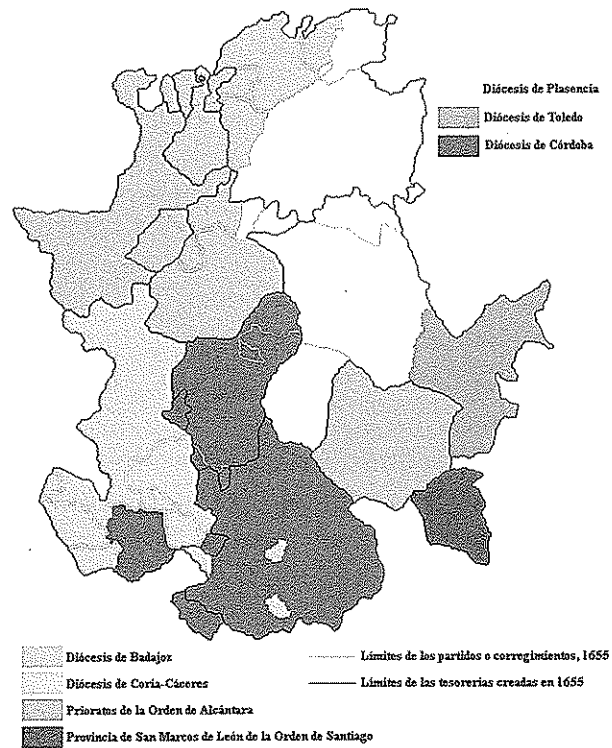 Diócesis de Plasencia
Diócesis de Toledo
Diócesis de Córdoba
Diócesis de Badajoz
Diócesis de Coria-Cáceres
Prioratos de la Orden de Alcántara
Provincia de San Marcos de León de la Orden de Santiago
Límites de los partidos o corregimientos, 1655
Límites de las tesorerías creadas en 1655